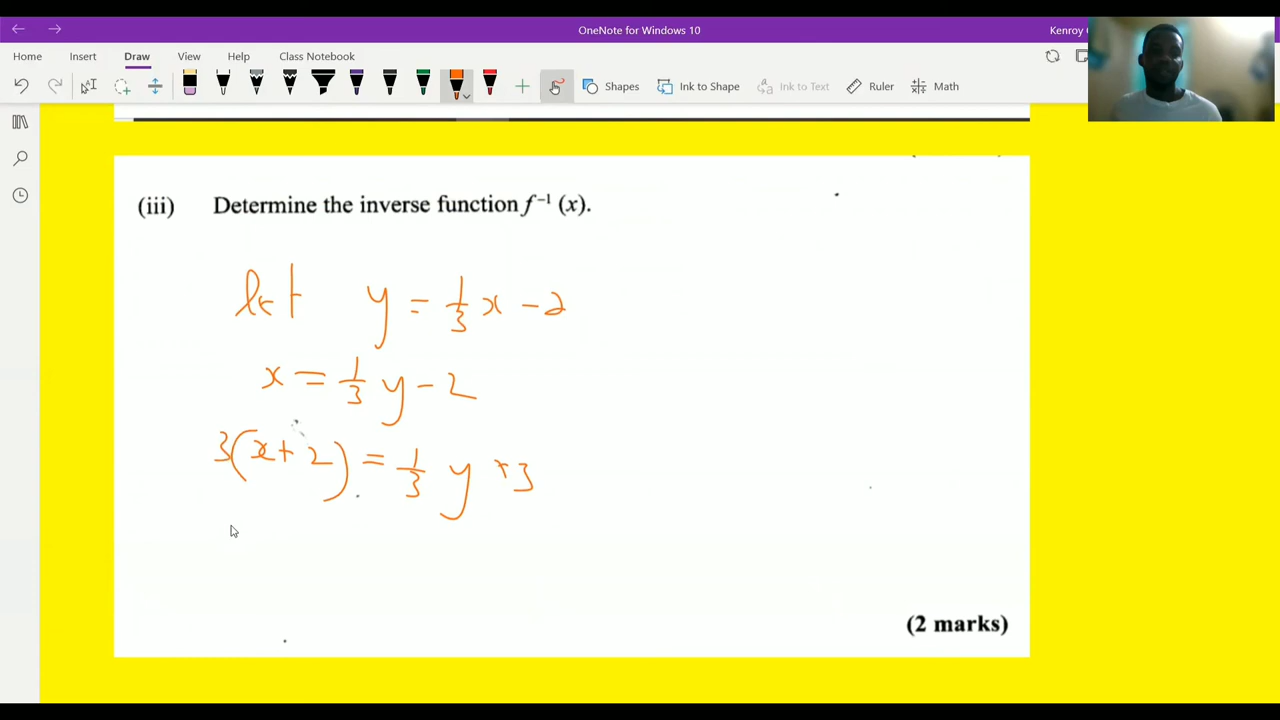 OneNote for Windows 10
Kenroy
Home Insert Draw View Help Class Notebook
Shapes Ink to Shape Ink to Text Ruler Math
(iii) Determine the inverse function f⁻¹ (x).
let y = 1/3 x - 2
x = 1/3 y - 2
3(x + 2) = 1/3 y × 3
(2 marks)